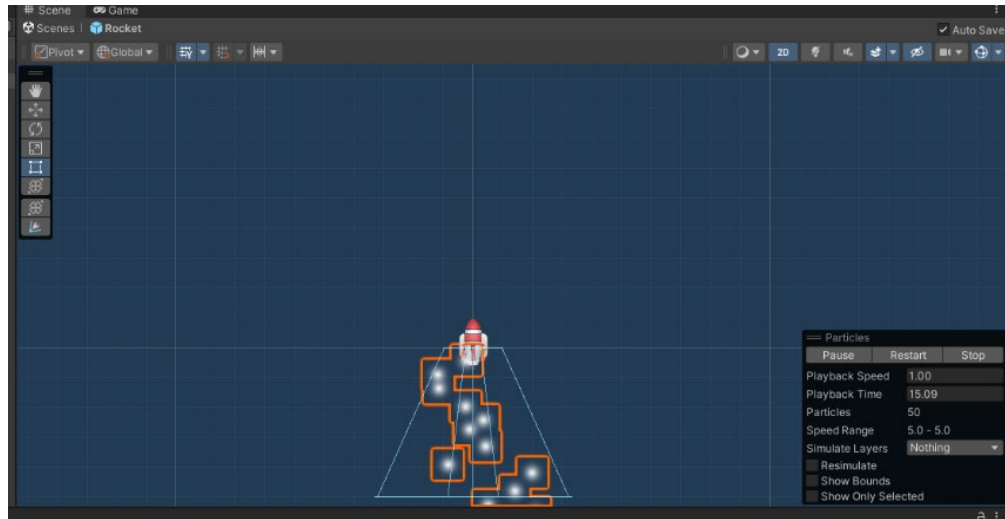 Scene Game
Scenes Rocket Auto Save
Pivot Global 2D
Particles
Pause Restart Stop
Playback Speed 1.00
Playback Time 15.09
Particles 50
Speed Range 5.0 - 5.0
Simulate Layers Nothing
Resimulate
Show Bounds
Show Only Selected